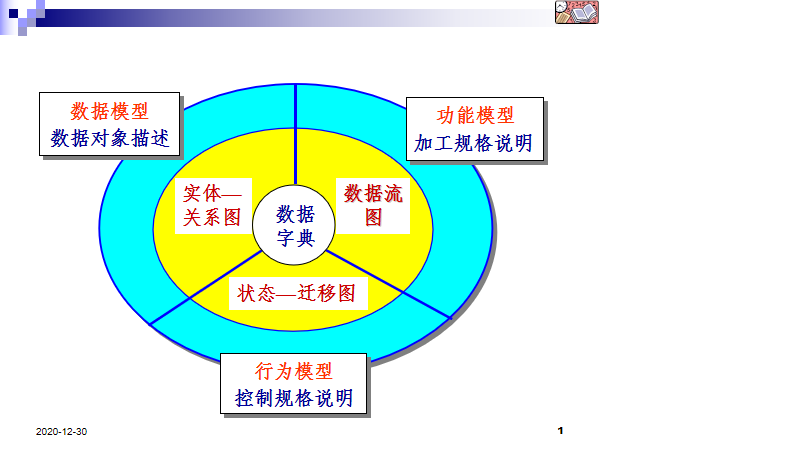 数据模型
数据对象描述
功能模型
加工规格说明
实体—
关系图
数据流
图
数据
字典
状态—迁移图
行为模型
控制规格说明
2020-12-30
1